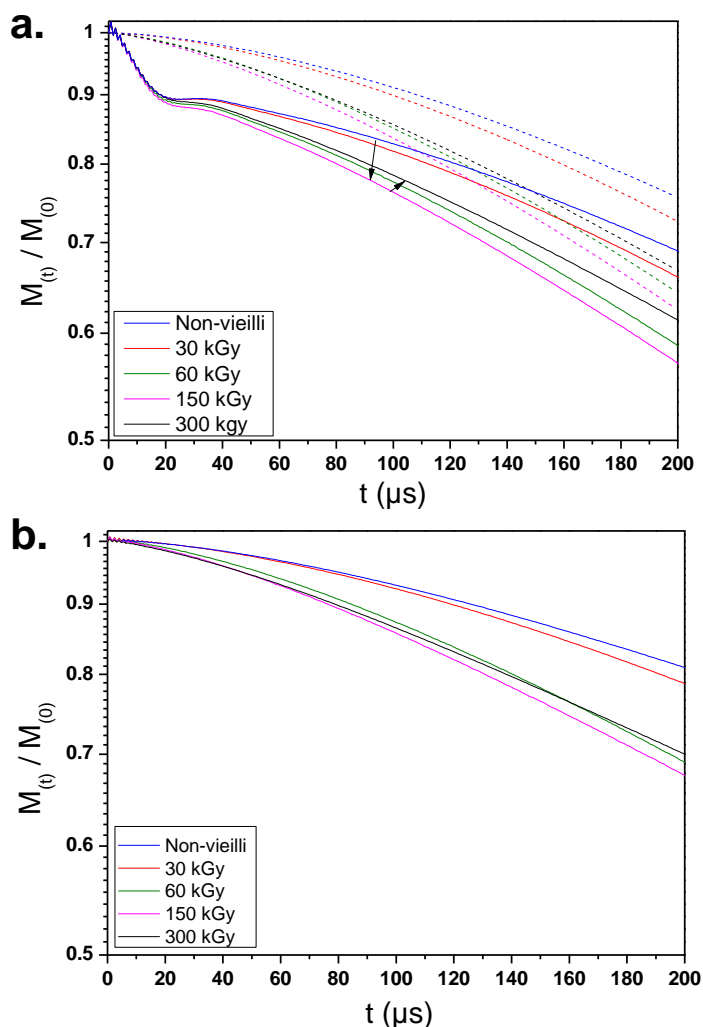 a.
1
0.9
0.8
0.7
0.6
0.5
M(t) / M(0)
Non-vieilli
30 kGy
60 kGy
150 kGy
300 kgy
0 20 40 60 80 100 120 140 160 180 200
t (µs)
b.
1
0.9
0.8
0.7
0.6
0.5
M(t) / M(0)
Non-vieilli
30 kGy
60 kGy
150 kGy
300 kGy
0 20 40 60 80 100 120 140 160 180 200
t (µs)